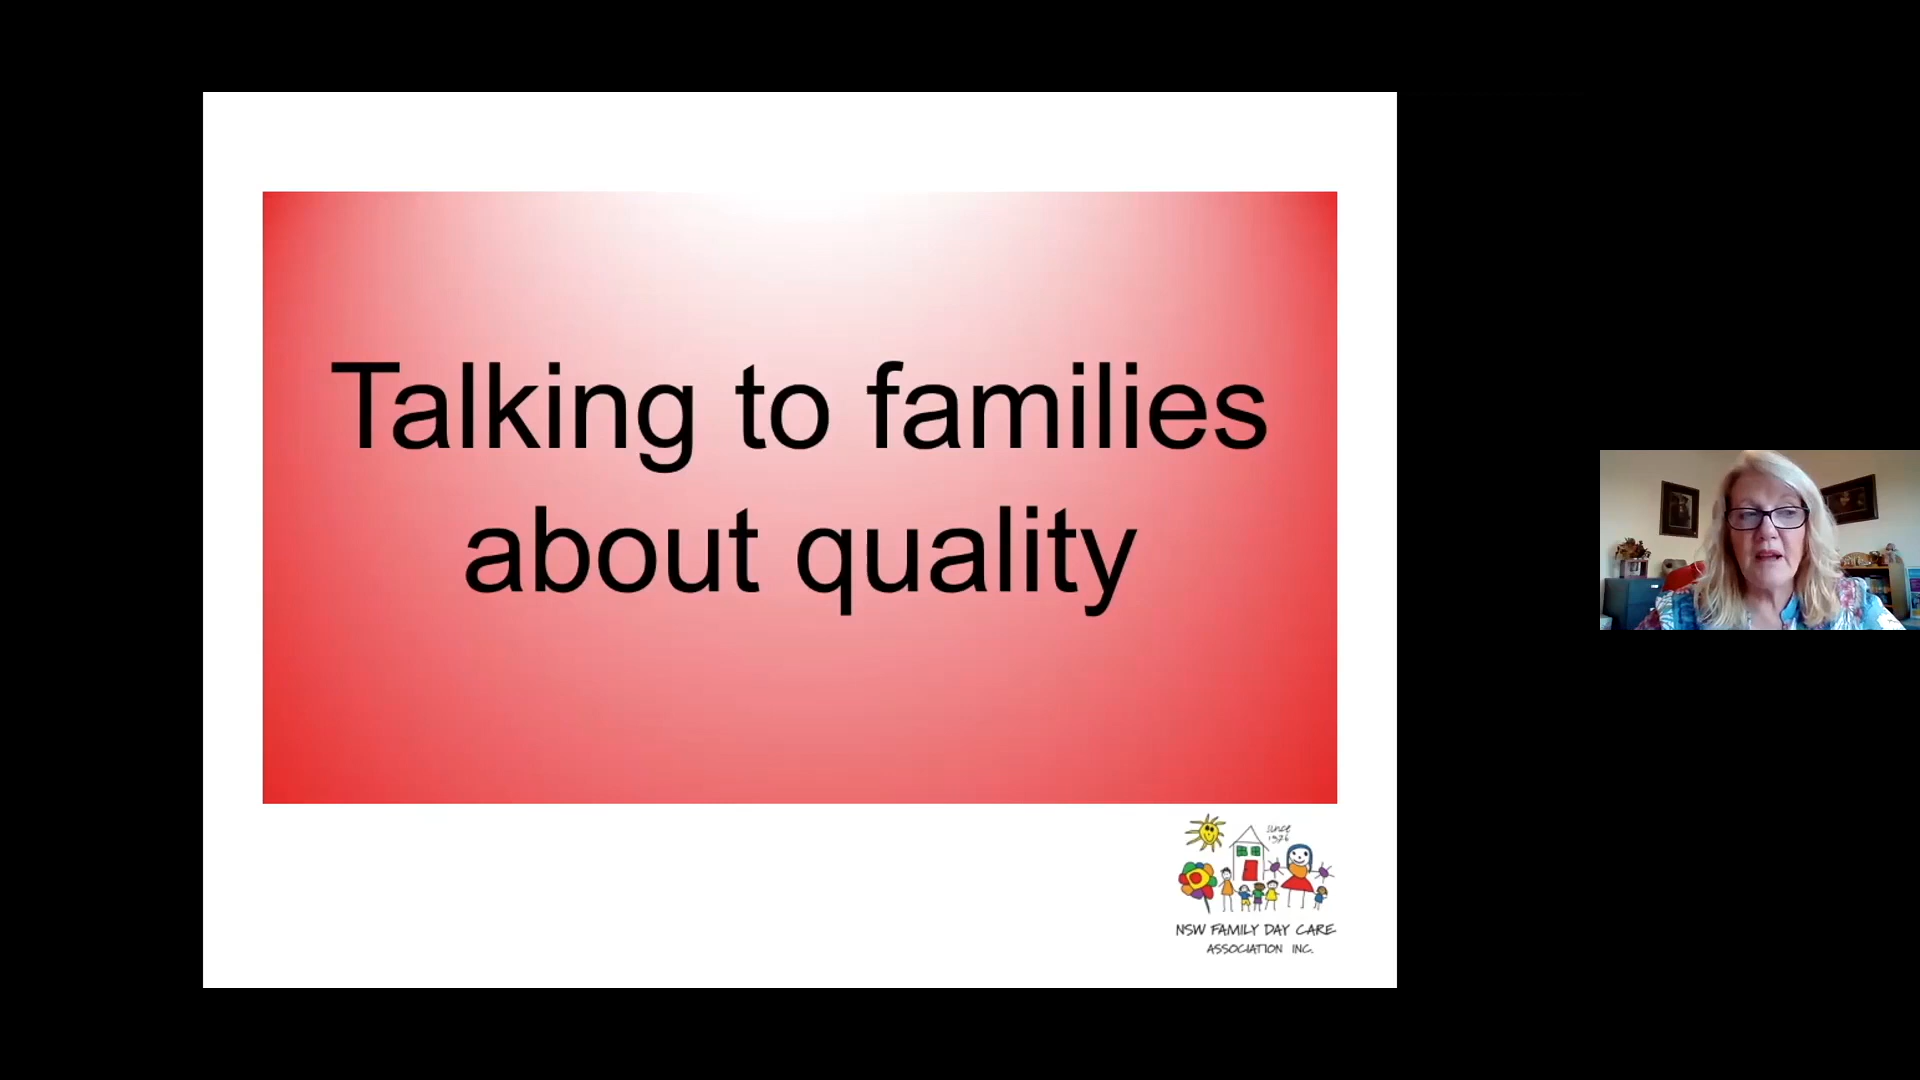 Talking to families
about quality
since
1976
NSW FAMILY DAY CARE
ASSOCIATION INC.